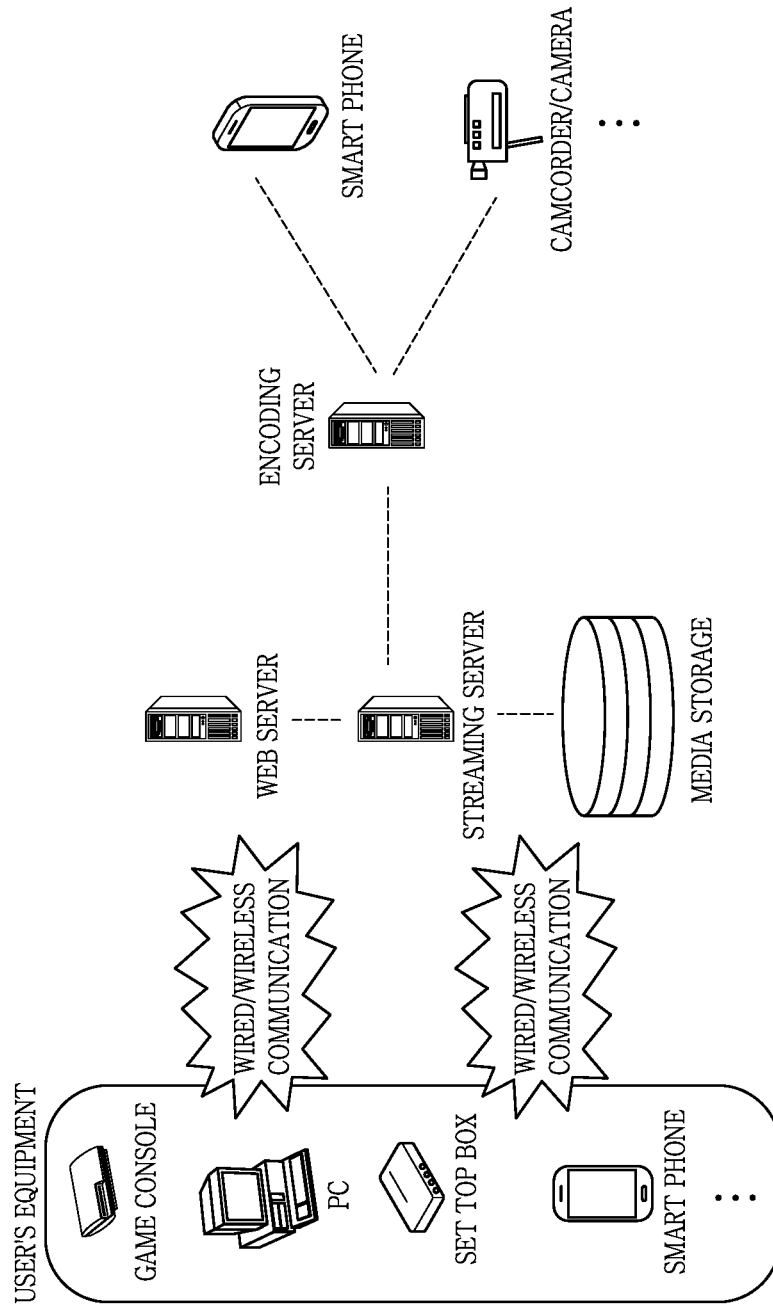 USER'S EQUIPMENT
GAME CONSOLE
PC
SET TOP BOX
SMART PHONE
WIRED/WIRELESS
COMMUNICATION
WIRED/WIRELESS
COMMUNICATION
WEB SERVER
STREAMING SERVER
MEDIA STORAGE
ENCODING
SERVER
SMART PHONE
CAMCORDER/CAMERA